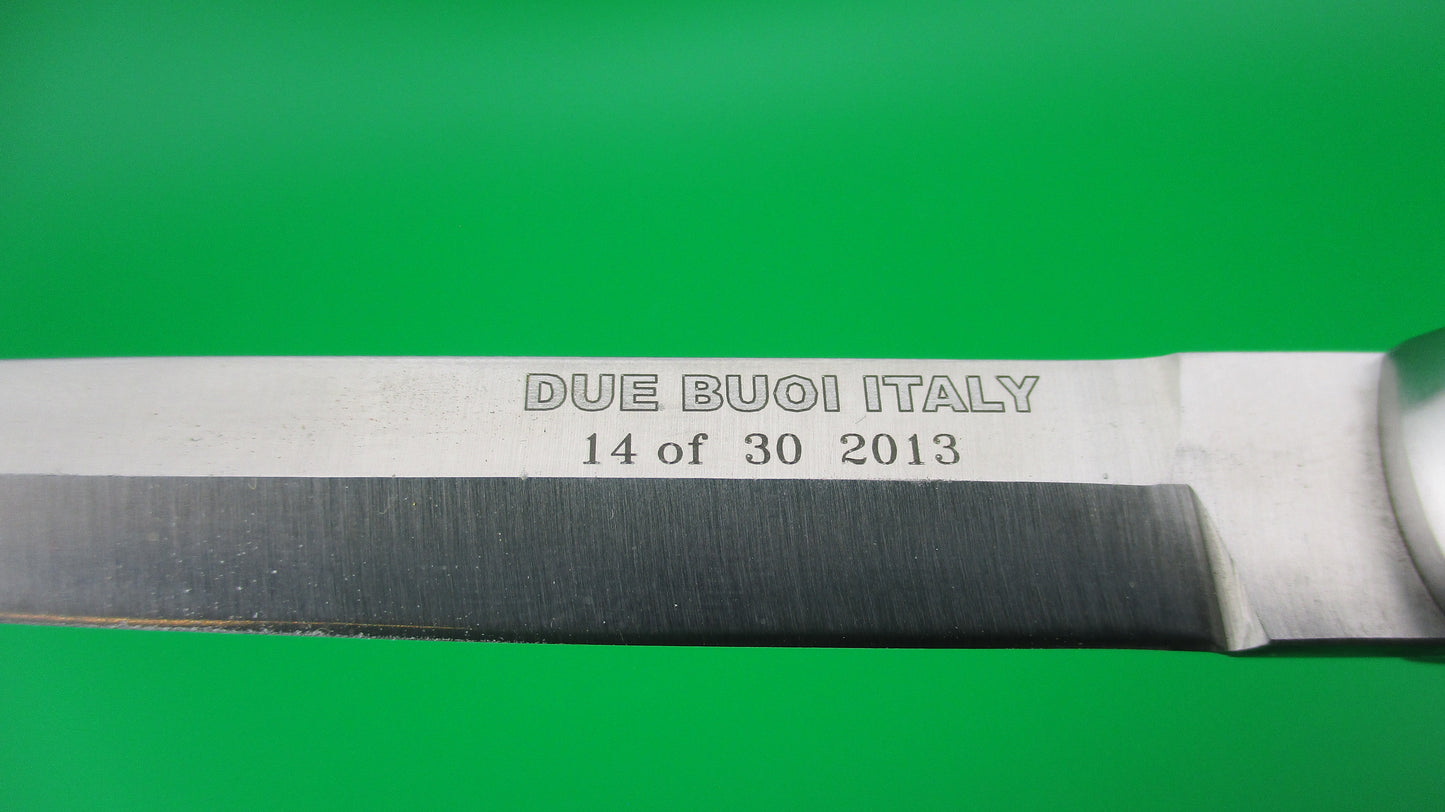 DUE BUOI ITALY
14 of 30 2013